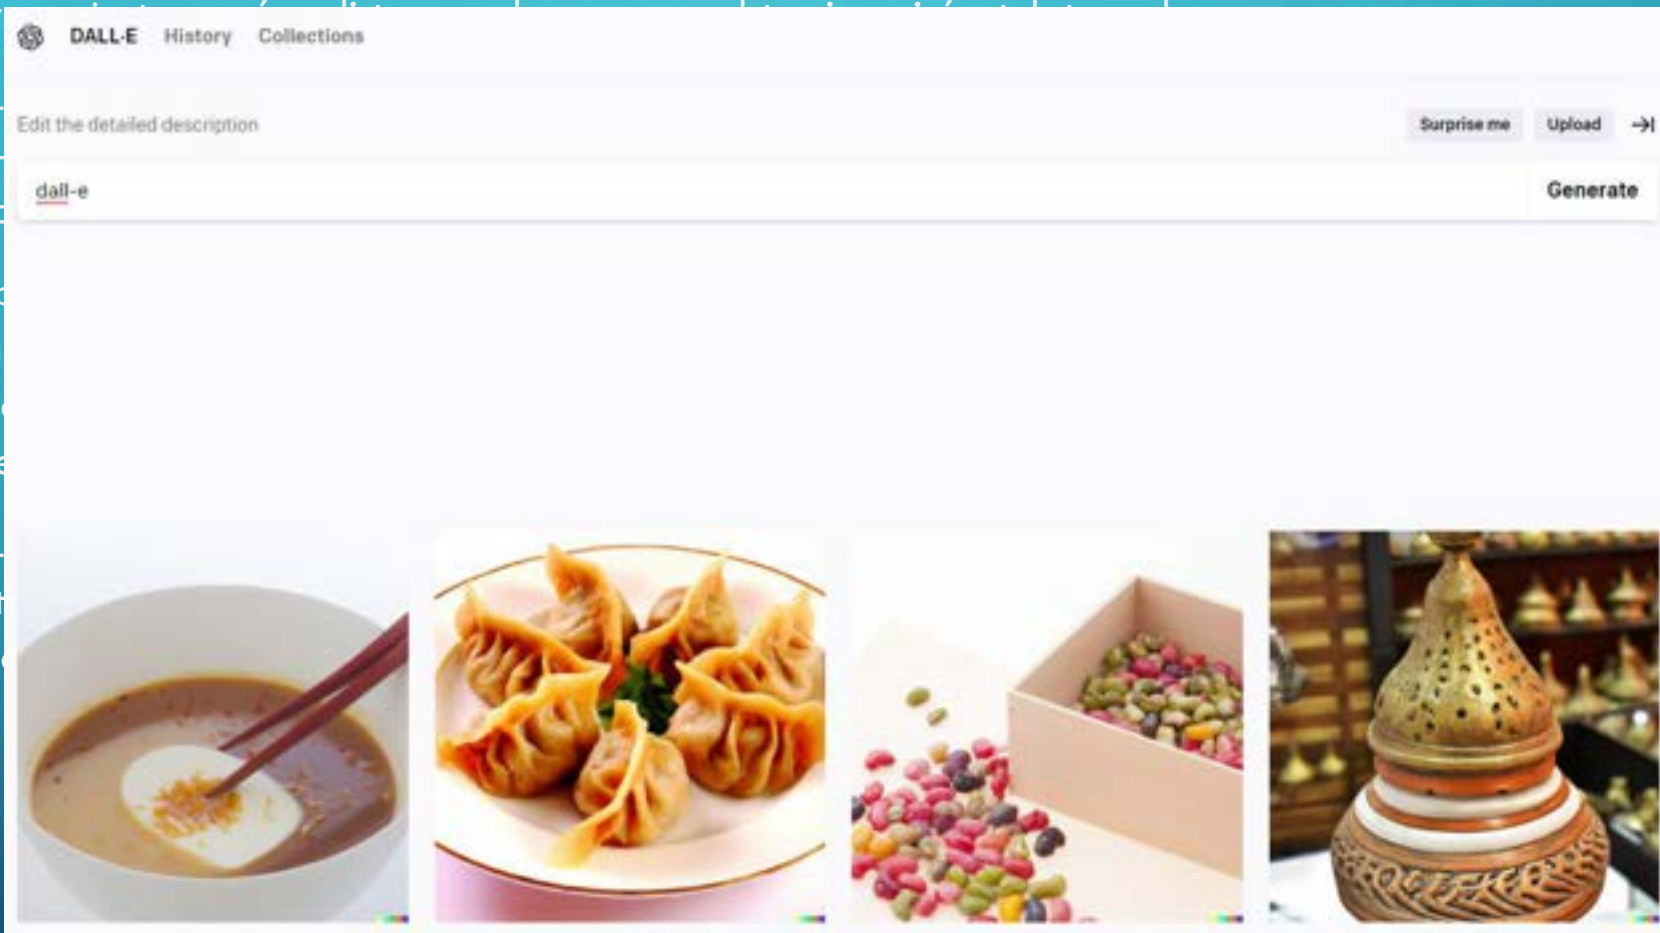 DALL·E History Collections
Edit the detailed description
Surprise me
Upload
dall-e
Generate